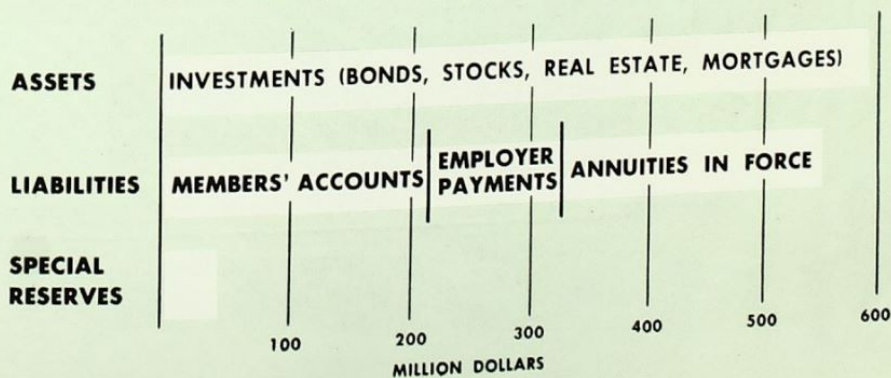 ASSETS
INVESTMENTS (BONDS, STOCKS, REAL ESTATE, MORTGAGES)
LIABILITIES
MEMBERS' ACCOUNTS
EMPLOYER
PAYMENTS
ANNUITIES IN FORCE
SPECIAL
RESERVES
100
200
300
400
500
600
MILLION DOLLARS